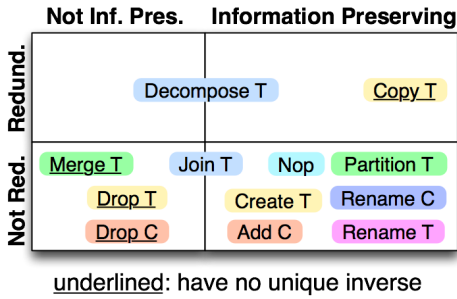 Not Inf. Pres. Information Preserving
Redund.
Decompose T Copy T
Not Red.
Merge T Join T Nop Partition T
Drop T Create T Rename C
Drop C Add C Rename T
underlined: have no unique inverse